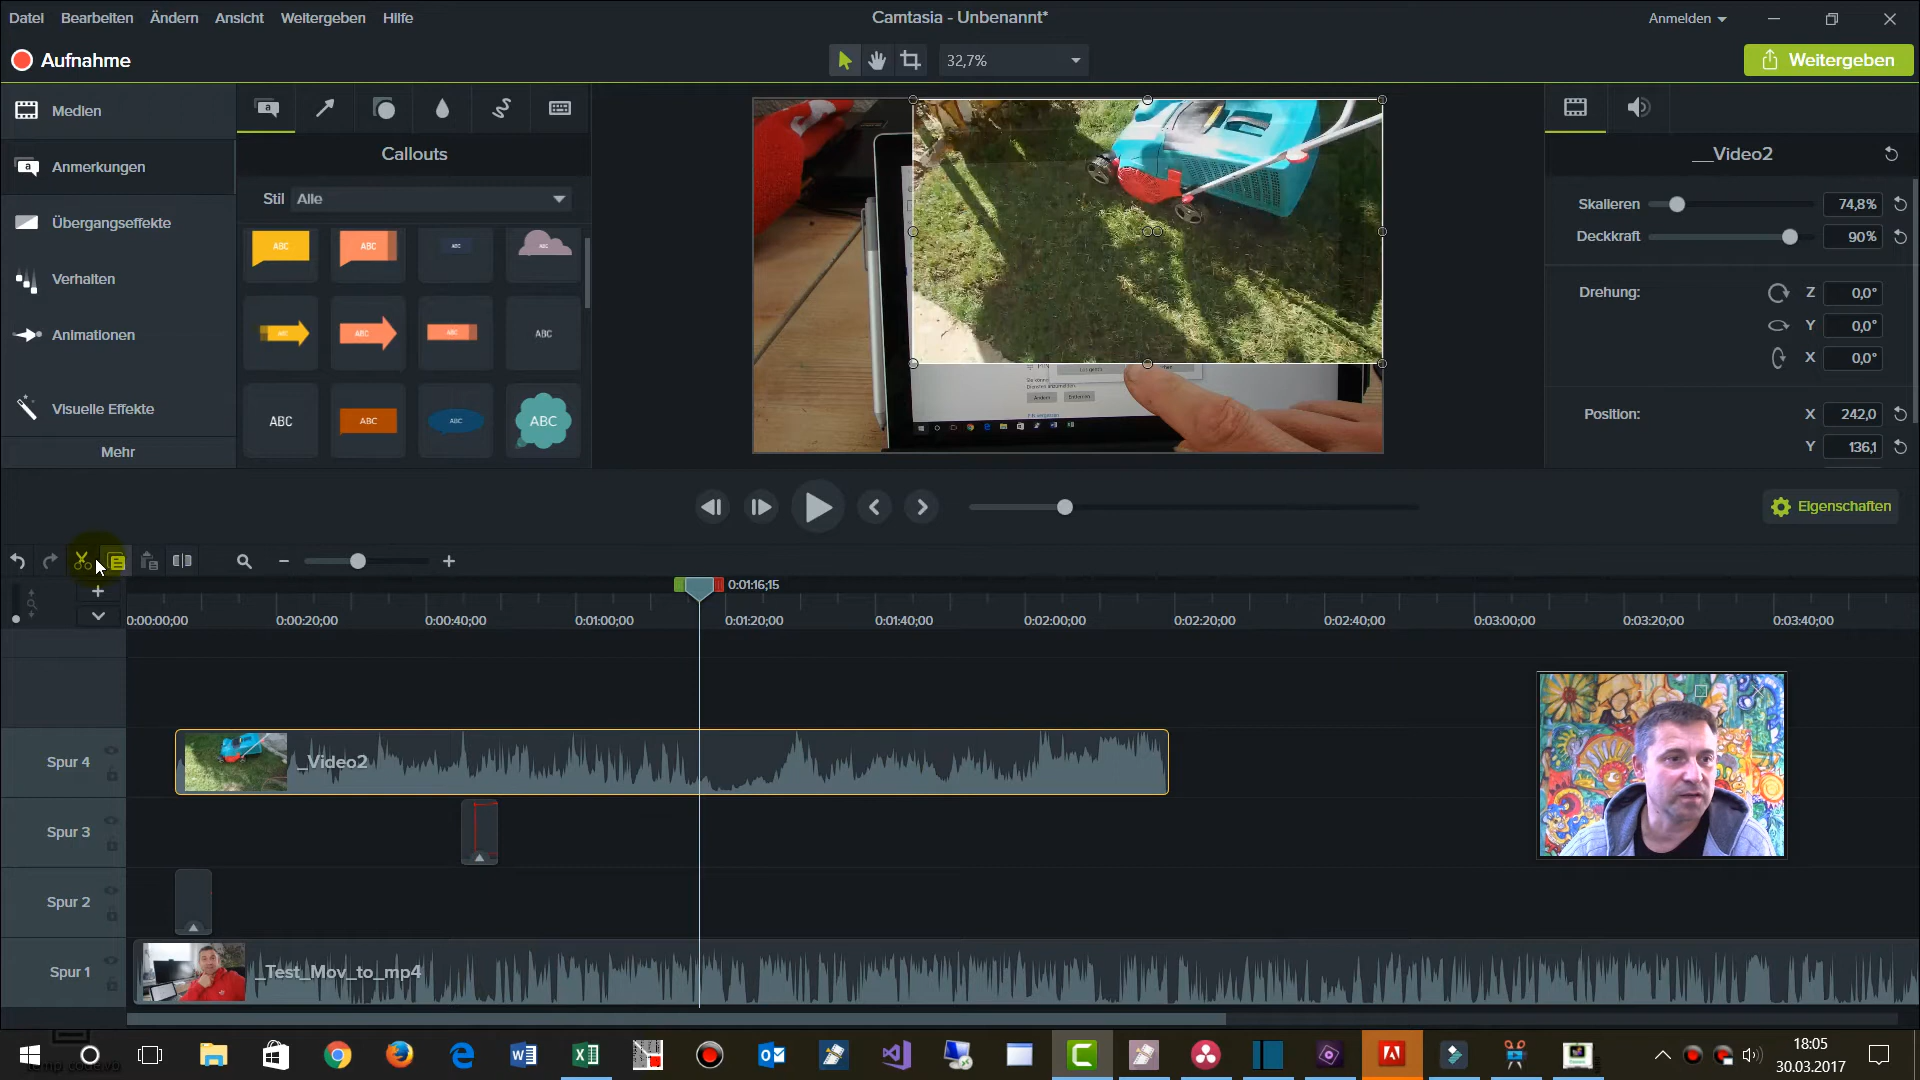 Datei Bearbeiten Ändern Ansicht Weitergeben Hilfe
Camtasia - Unbenannt*
Anmelden
Aufnahme
32,7%
Weitergeben
Medien
Anmerkungen
Übergangseffekte
Verhalten
Animationen
Visuelle Effekte
Mehr
Callouts
Stil Alle
ABC ABC ABC ABC
ABC ABC ABC ABC
ABC ABC ABC ABC
__Video2
Skalieren 74,8%
Deckkraft 90%
Drehung: Z 0,0°
Y 0,0°
X 0,0°
Position: X 242,0
Y 136,1
Eigenschaften
0:01:16;15
0:00:00;00 0:00:20;00 0:00:40;00 0:01:00;00 0:01:20;00 0:01:40;00 0:02:00;00 0:02:20;00 0:02:40;00 0:03:00;00 0:03:20;00 0:03:40;00
Spur 4
_Video2
Spur 3
Spur 2
Spur 1
_Test_Mov_to_mp4
18:05
30.03.2017